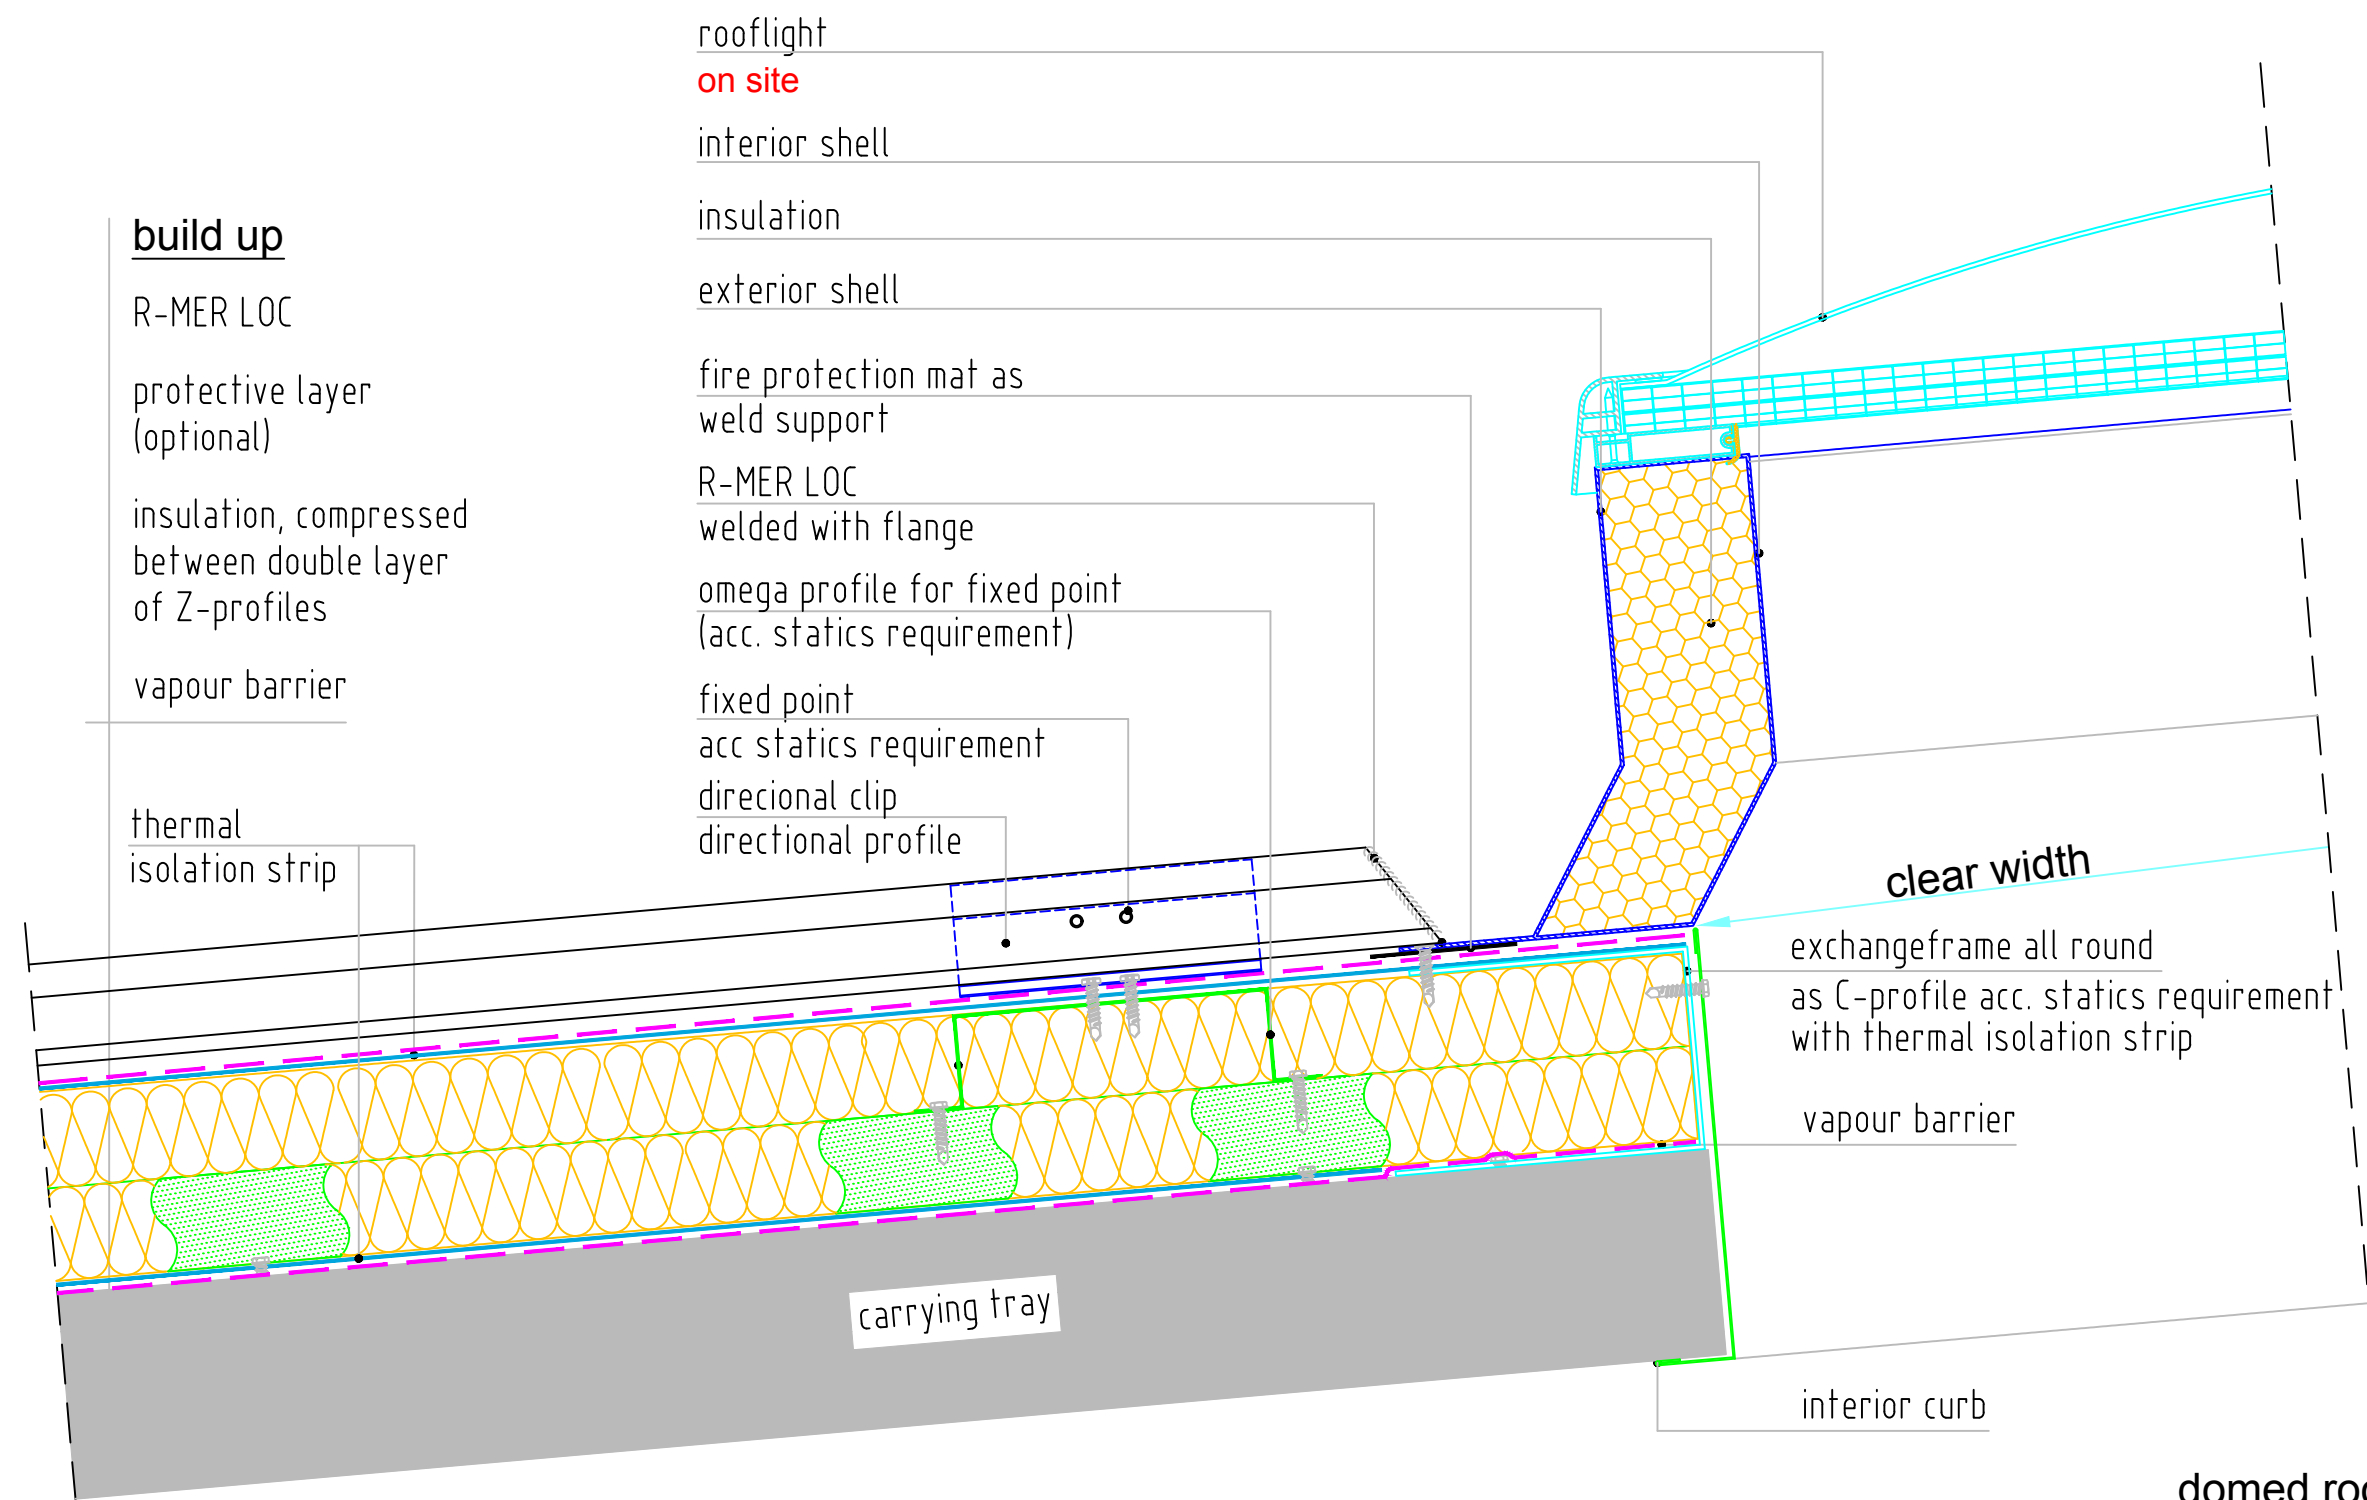 rooflight
on site
interior shell
insulation
exterior shell
fire protection mat as
weld support
R-MER LOC
welded with flange
omega profile for fixed point
(acc. statics requirement)
fixed point
acc statics requirement
direcional clip
directional profile
build up
R-MER LOC
protective layer
(optional)
insulation, compressed
between double layer
of Z-profiles
vapour barrier
thermal
isolation strip
clear width
exchangeframe all round
as C-profile acc. statics requirement
with thermal isolation strip
vapour barrier
carrying tray
interior curb
domed